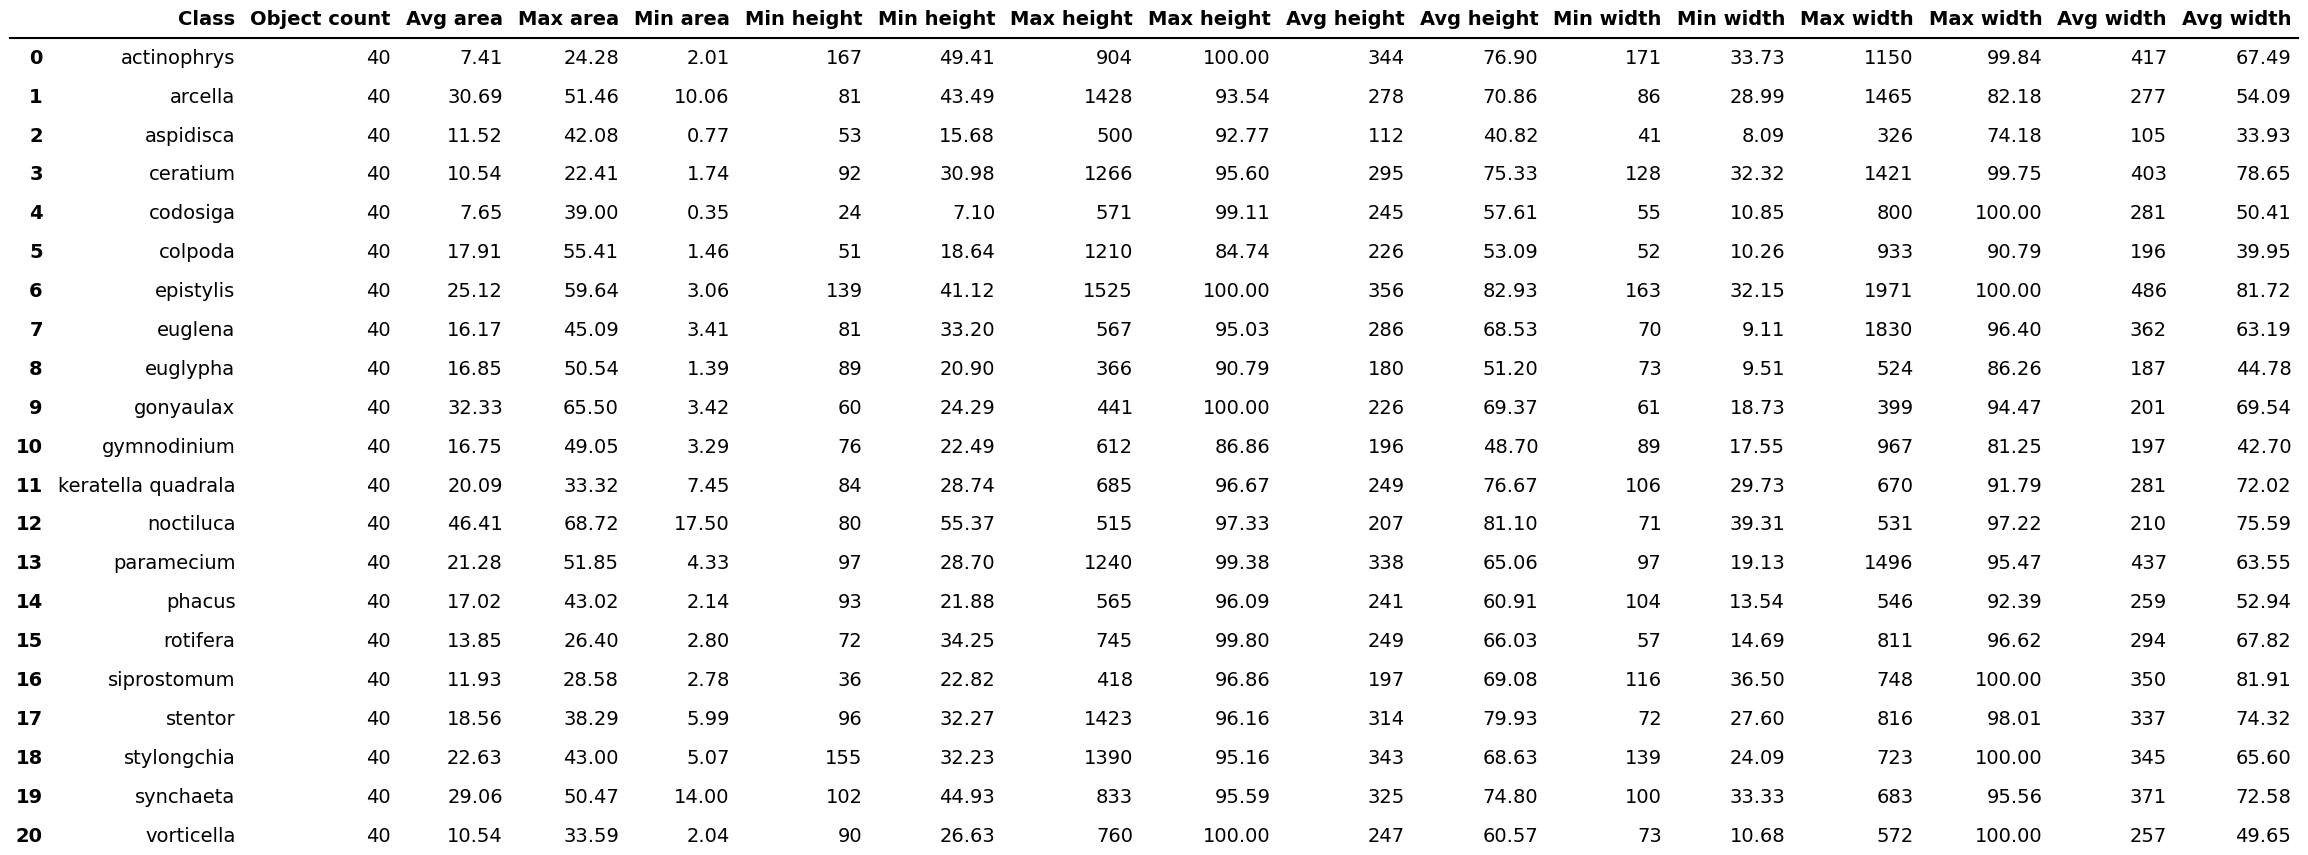 Class Object count Avg area Max area Min area Min height Min height Max height Max height Avg height Avg height Min width Min width Max width Max width Avg width Avg width
0 actinophrys 40 7.41 24.28 2.01 167 49.41 904 100.00 344 76.90 171 33.73 1150 99.84 417 67.49
1 arcella 40 30.69 51.46 10.06 81 43.49 1428 93.54 278 70.86 86 28.99 1465 82.18 277 54.09
2 aspidisca 40 11.52 42.08 0.77 53 15.68 500 92.77 112 40.82 41 8.09 326 74.18 105 33.93
3 ceratium 40 10.54 22.41 1.74 92 30.98 1266 95.60 295 75.33 128 32.32 1421 99.75 403 78.65
4 codosiga 40 7.65 39.00 0.35 24 7.10 571 99.11 245 57.61 55 10.85 800 100.00 281 50.41
5 colpoda 40 17.91 55.41 1.46 51 18.64 1210 84.74 226 53.09 52 10.26 933 90.79 196 39.95
6 epistylis 40 25.12 59.64 3.06 139 41.12 1525 100.00 356 82.93 163 32.15 1971 100.00 486 81.72
7 euglena 40 16.17 45.09 3.41 81 33.20 567 95.03 286 68.53 70 9.11 1830 96.40 362 63.19
8 euglypha 40 16.85 50.54 1.39 89 20.90 366 90.79 180 51.20 73 9.51 524 86.26 187 44.78
9 gonyaulax 40 32.33 65.50 3.42 60 24.29 441 100.00 226 69.37 61 18.73 399 94.47 201 69.54
10 gymnodinium 40 16.75 49.05 3.29 76 22.49 612 86.86 196 48.70 89 17.55 967 81.25 197 42.70
11 keratella quadrala 40 20.09 33.32 7.45 84 28.74 685 96.67 249 76.67 106 29.73 670 91.79 281 72.02
12 noctiluca 40 46.41 68.72 17.50 80 55.37 515 97.33 207 81.10 71 39.31 531 97.22 210 75.59
13 paramecium 40 21.28 51.85 4.33 97 28.70 1240 99.38 338 65.06 97 19.13 1496 95.47 437 63.55
14 phacus 40 17.02 43.02 2.14 93 21.88 565 96.09 241 60.91 104 13.54 546 92.39 259 52.94
15 rotifera 40 13.85 26.40 2.80 72 34.25 745 99.80 249 66.03 57 14.69 811 96.62 294 67.82
16 siprostomum 40 11.93 28.58 2.78 36 22.82 418 96.86 197 69.08 116 36.50 748 100.00 350 81.91
17 stentor 40 18.56 38.29 5.99 96 32.27 1423 96.16 314 79.93 72 27.60 816 98.01 337 74.32
18 stylongchia 40 22.63 43.00 5.07 155 32.23 1390 95.16 343 68.63 139 24.09 723 100.00 345 65.60
19 synchaeta 40 29.06 50.47 14.00 102 44.93 833 95.59 325 74.80 100 33.33 683 95.56 371 72.58
20 vorticella 40 10.54 33.59 2.04 90 26.63 760 100.00 247 60.57 73 10.68 572 100.00 257 49.65